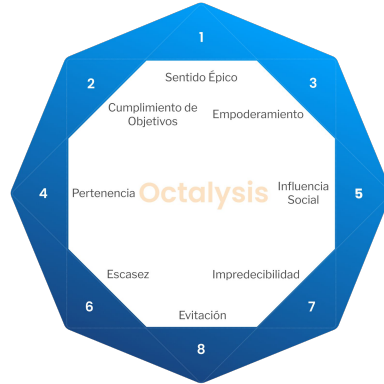 1
Sentido Épico
2
3
Cumplimiento de
Objetivos
Empoderamiento
4
Pertenencia
Octalysis
Influencia
Social
5
Escasez
Impredecibilidad
6
7
Evitación
8